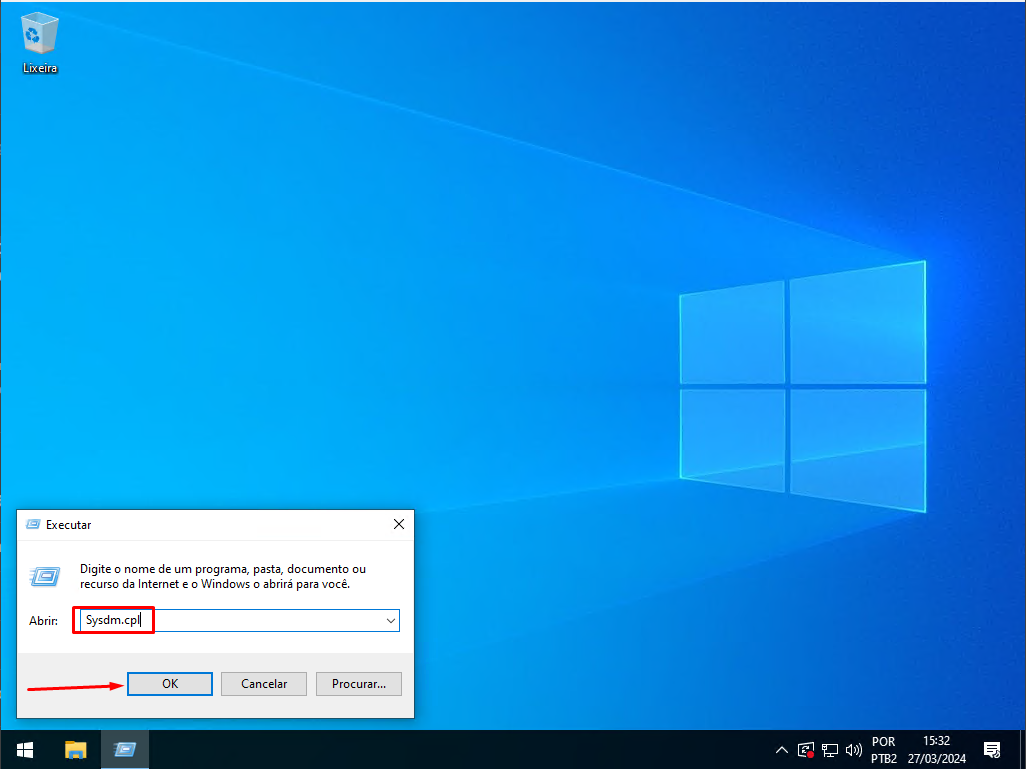 Lixeira
Executar
Digite o nome de um programa, pasta, documento ou
recurso da Internet e o Windows o abrirá para você.
Abrir:
Sysdm.cpl
OK
Cancelar
Procurar...
POR
PTB2
15:32
27/03/2024